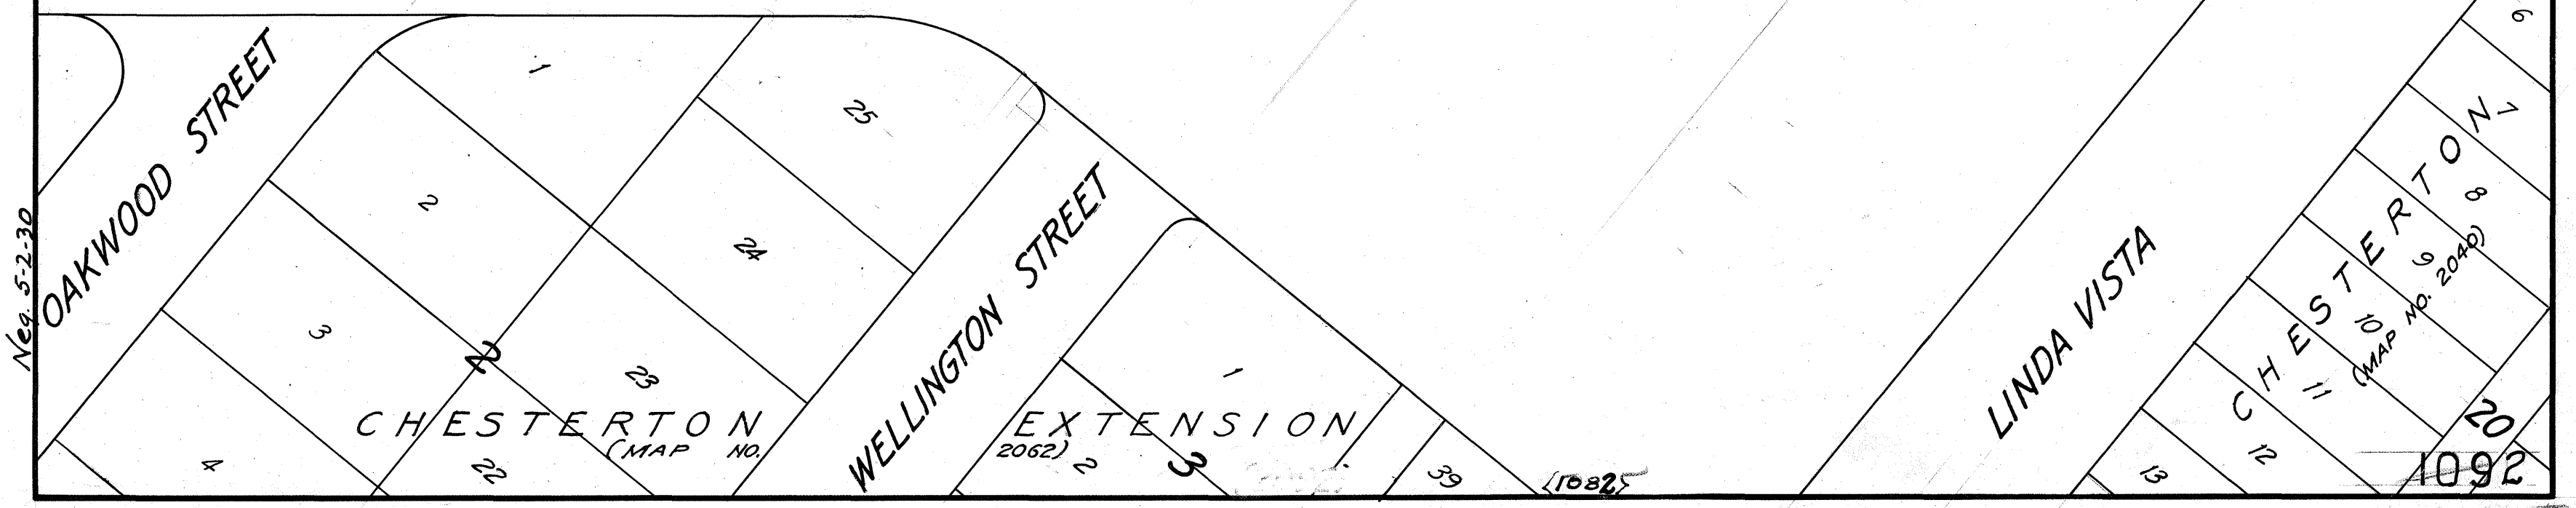 Neg. 5-2-30
OAKWOOD STREET
1
2
3
4
2
25
24
23
22
CHESTERTON
(MAP NO.
WELLINGTON STREET
EXTENSION
2062)
1
2
3
39
(1082)
LINDA VISTA
CHESTERTON
(MAP NO. 2040)
6
7
8
9
10
11
12
13
20
1092